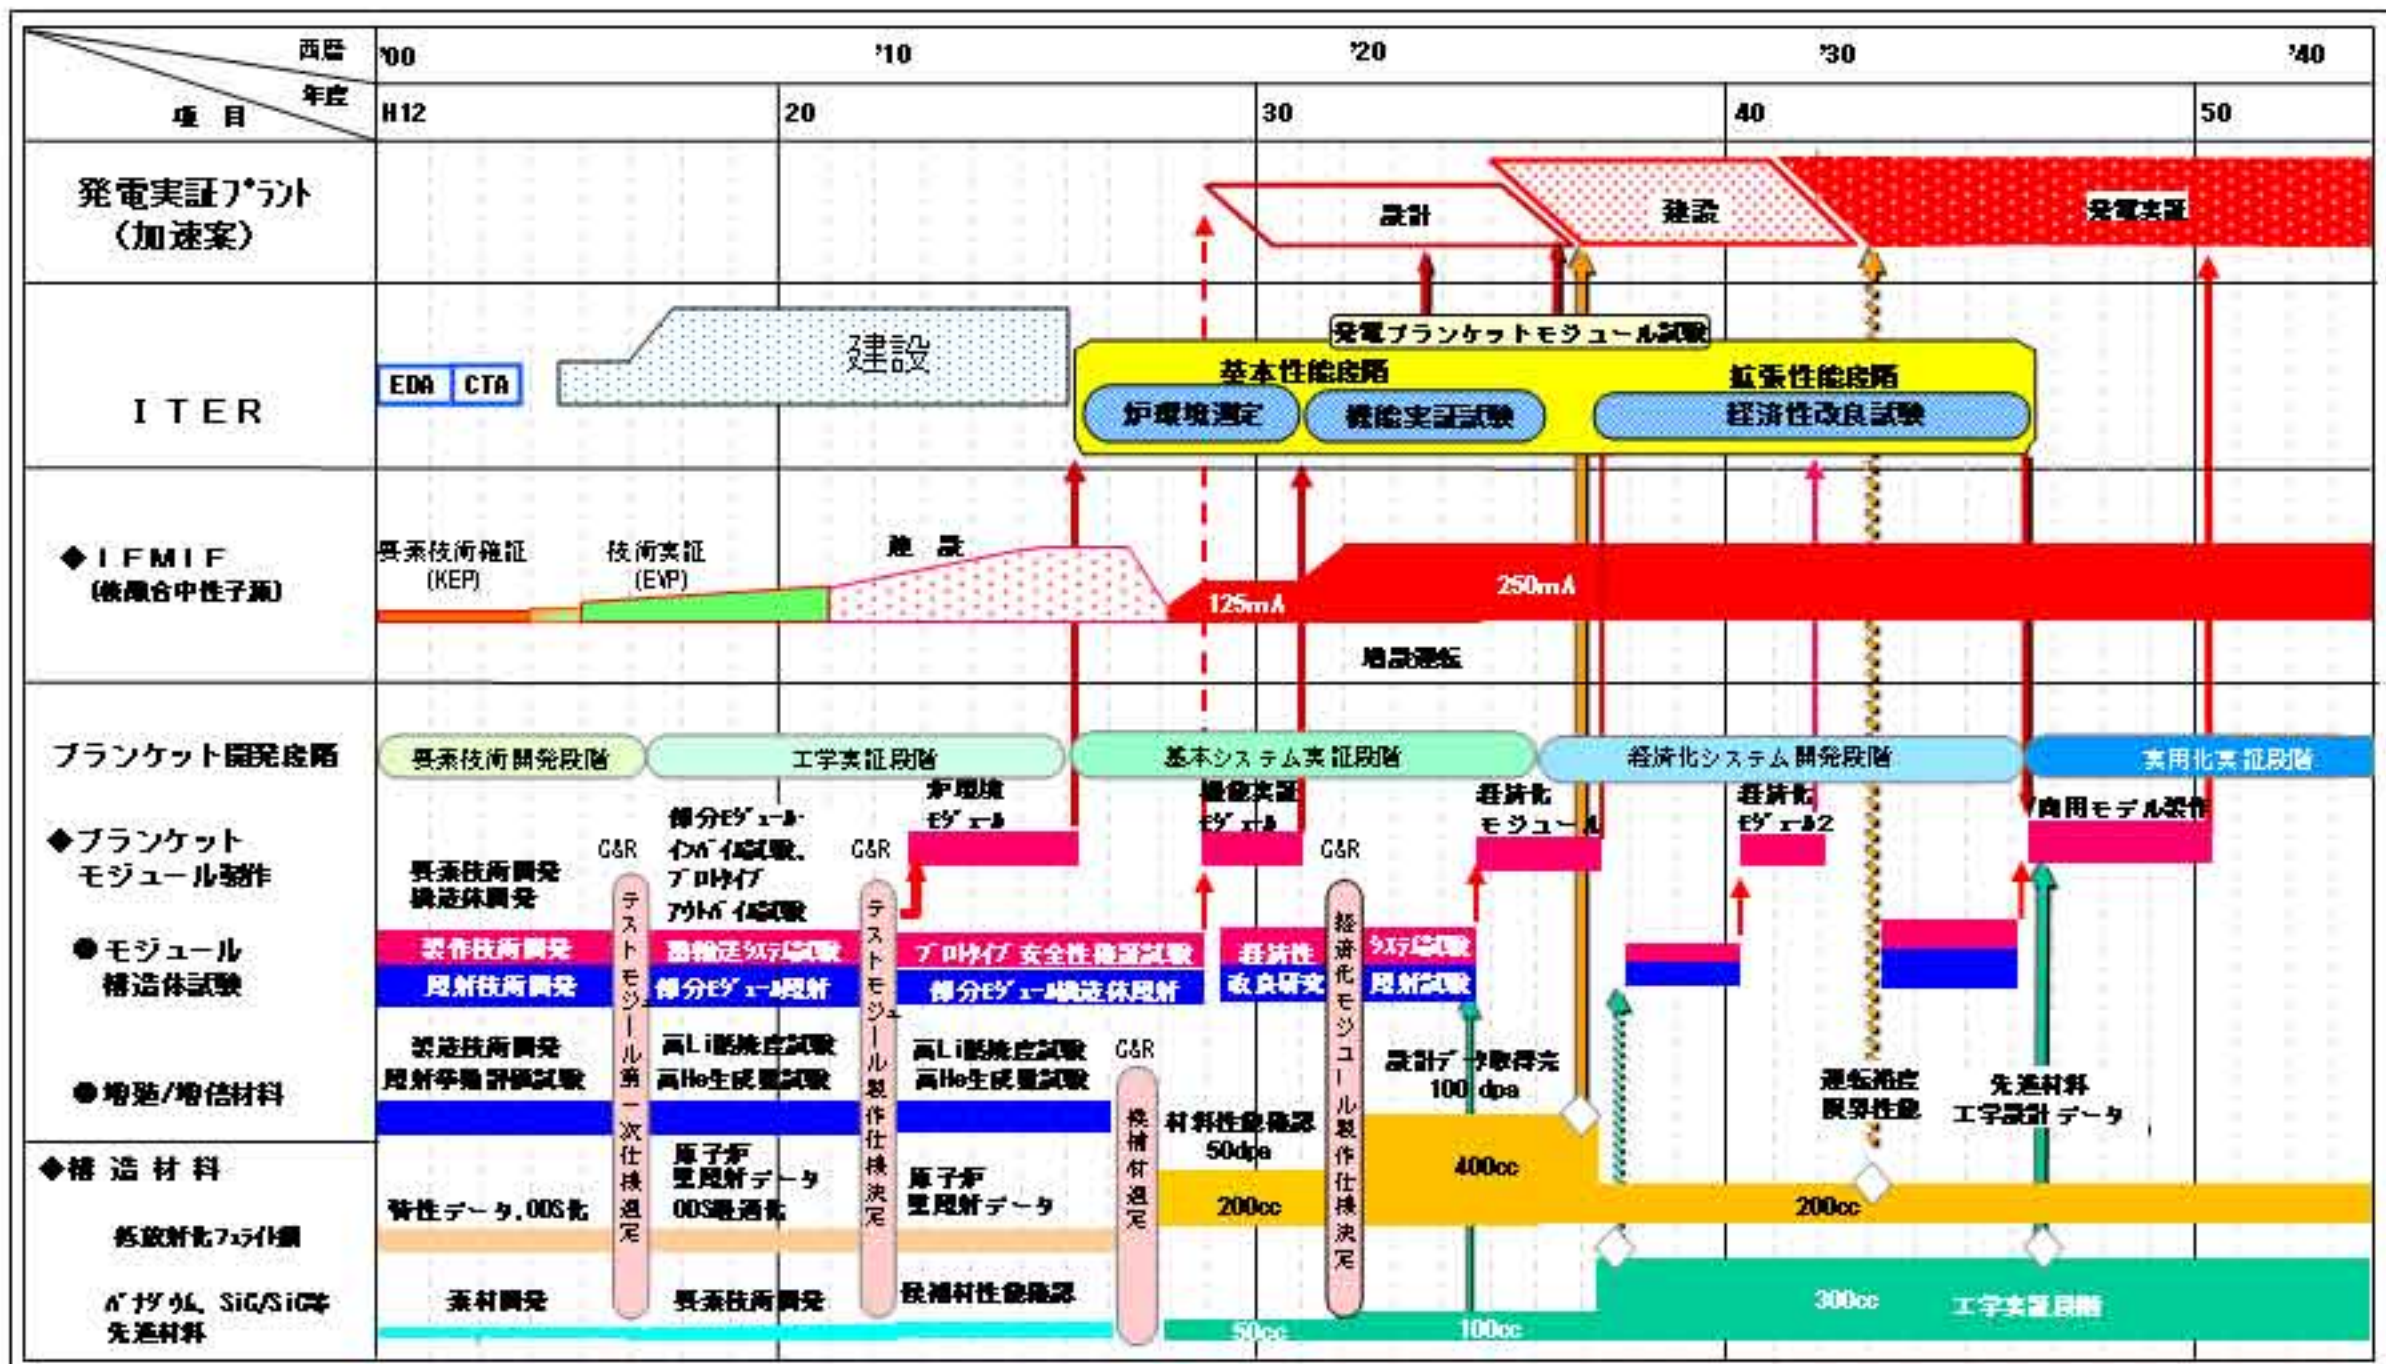 西暦
'00 '10 '20 '30 '40
年度
項 目
H12 20 30 40 50
発電実証プラント
(加速案)
設計
建設
発電実証
ITER
EDA CTA
建設
発電ブランケットモジュール試験
基本性能段階
拡張性能段階
炉環境測定
機能実証試験
経済性改良試験
◆IFMIF
(核融合中性子源)
要素技術確証
(KEP)
技術実証
(EVP)
建 設
125mA
250mA
増設運転
ブランケット開発段階
要素技術開発段階
工学実証段階
基本システム実証段階
経済化システム開発段階
実用化実証段階
◆ブランケット
モジュール製作
要素技術開発
構造体開発
G&R
部分モジュール・
インパイル試験、
プロトタイプ
アウトパイル試験
G&R
炉環境
モジュール
機能実証
モジュール
G&R
経済化
モジュール
経済化
モジュール2
商用モデル製作
●モジュール
構造体試験
製作技術開発
照射技術開発
熱輸送システム試験
部分モジュール照射
プロトタイプ安全性確証試験
部分モジュール構造体照射
経済性
改良研究
システム試験
照射試験
テストモジュール第一次仕様選定
テストモジュール製作仕様決定
経済化モジュール製作仕様決定
●増殖/増倍材料
製造技術開発
照射挙動評価試験
高Li燃焼度試験
高He生成量試験
高Li燃焼度試験
高He生成量試験
G&R
候補材選定
設計データ取得完
100 dpa
材料性能確認
50dpa
運転裕度
限界性能
先進材料
工学設計データ
◆構造材料
低放射化フェライト鋼
特性データ、ODS化
原子炉
重照射データ
ODS最適化
原子炉
重照射データ
200cc
400cc
200cc
バナジウム、SiC/SiC等
先進材料
素材開発
要素技術開発
候補材性能確認
50cc
100cc
300cc
工学実証段階